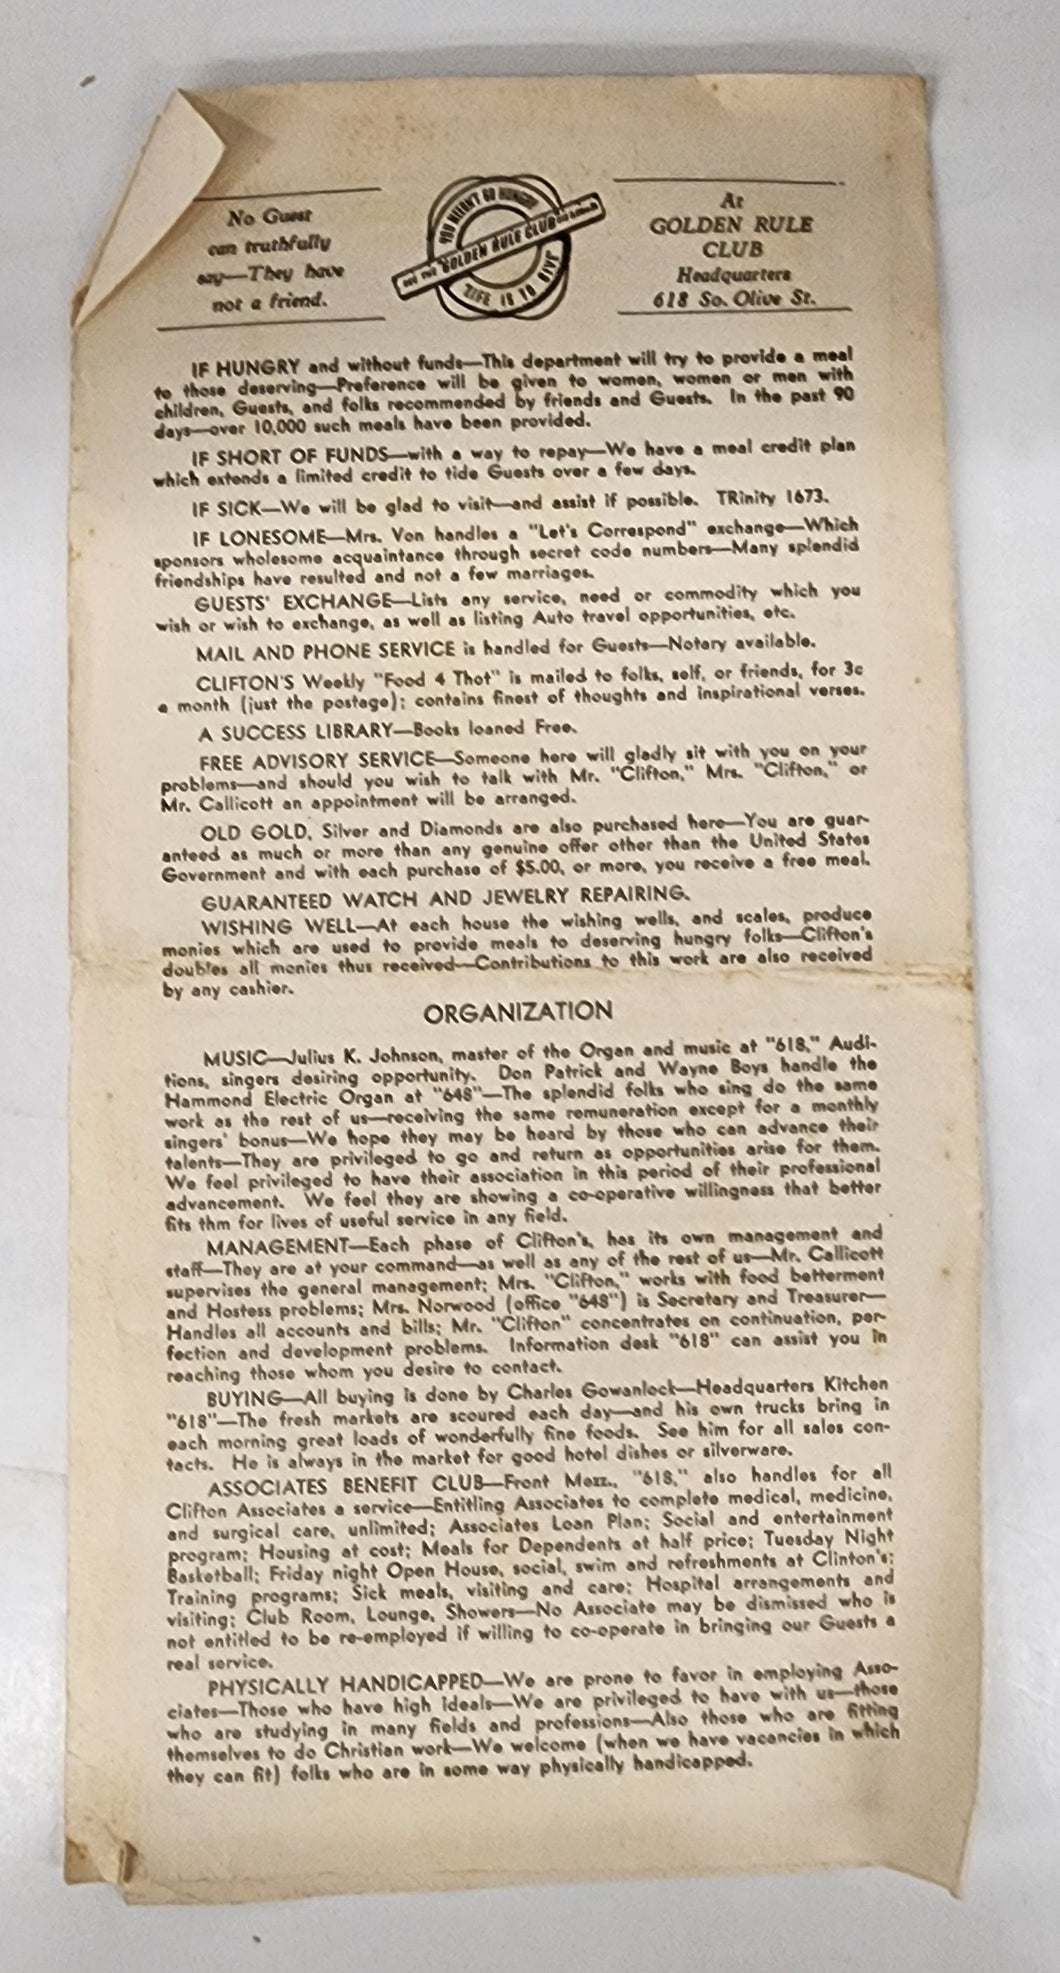 No Guest
can truthfully
say—They have
not a friend.
YOU NEEDN'T GO HUNGRY
SEE THE GOLDEN RULE CLUB
LIFE IS TO GIVE
At
GOLDEN RULE
CLUB
Headquarters
618 So. Olive St.
IF HUNGRY and without funds—This department will try to provide a meal
to those deserving—Preference will be given to women, women or men with
children, Guests, and folks recommended by friends and Guests. In the past 90
days—over 10,000 such meals have been provided.
IF SHORT OF FUNDS—with a way to repay—We have a meal credit plan
which extends a limited credit to tide Guests over a few days.
IF SICK—We will be glad to visit—and assist if possible. TRinity 1673.
IF LONESOME—Mrs. Von handles a "Let's Correspond" exchange—Which
sponsors wholesome acquaintance through secret code numbers—Many splendid
friendships have resulted and not a few marriages.
GUESTS' EXCHANGE—Lists any service, need or commodity which you
wish or wish to exchange, as well as listing Auto travel opportunities, etc.
MAIL AND PHONE SERVICE is handled for Guests—Notary available.
CLIFTON'S Weekly "Food 4 Thot" is mailed to folks, self, or friends, for 3c
a month (just the postage); contains finest of thoughts and inspirational verses.
A SUCCESS LIBRARY—Books loaned Free.
FREE ADVISORY SERVICE—Someone here will gladly sit with you on your
problems—and should you wish to talk with Mr. "Clifton," Mrs. "Clifton," or
Mr. Callicott an appointment will be arranged.
OLD GOLD, Silver and Diamonds are also purchased here—You are guar-
anteed as much or more than any genuine offer other than the United States
Government and with each purchase of $5.00, or more, you receive a free meal.
GUARANTEED WATCH AND JEWELRY REPAIRING.
WISHING WELL—At each house the wishing wells, and scales, produce
monies which are used to provide meals to deserving hungry folks—Clifton's
doubles all monies thus received—Contributions to this work are also received
by any cashier.
ORGANIZATION
MUSIC—Julius K. Johnson, master of the Organ and music at "618," Audi-
tions, singers desiring opportunity. Don Patrick and Wayne Boys handle the
Hammond Electric Organ at "648"—The splendid folks who sing do the same
work as the rest of us—receiving the same remuneration except for a monthly
singers' bonus—We hope they may be heard by those who can advance their
talents—They are privileged to go and return as opportunities arise for them.
We feel privileged to have their association in this period of their professional
advancement. We feel they are showing a co-operative willingness that better
fits thm for lives of useful service in any field.
MANAGEMENT—Each phase of Clifton's, has its own management and
staff—They are at your command—as well as any of the rest of us—Mr. Callicott
supervises the general management; Mrs. "Clifton," works with food betterment
and Hostess problems; Mrs. Norwood (office "648") is Secretary and Treasurer—
Handles all accounts and bills; Mr. "Clifton" concentrates on continuation, per-
fection and development problems. Information desk "618" can assist you in
reaching those whom you desire to contact.
BUYING—All buying is done by Charles Gowanlock—Headquarters Kitchen
"618"—The fresh markets are scoured each day—and his own trucks bring in
each morning great loads of wonderfully fine foods. See him for all sales con-
tacts. He is always in the market for good hotel dishes or silverware.
ASSOCIATES BENEFIT CLUB—Front Mezz., "618," also handles for all
Clifton Associates a service—Entitling Associates to complete medical, medicine,
and surgical care, unlimited; Associates Loan Plan; Social and entertainment
program; Housing at cost; Meals for Dependents at half price; Tuesday Night
Basketball; Friday night Open House, social, swim and refreshments at Clinton's;
Training programs; Sick meals, visiting and care; Hospital arrangements and
visiting; Club Room, Lounge, Showers—No Associate may be dismissed who is
not entitled to be re-employed if willing to co-operate in bringing our Guests a
real service.
PHYSICALLY HANDICAPPED—We are prone to favor in employing Asso-
ciates—Those who have high ideals—We are privileged to have with us—those
who are studying in many fields and professions—Also those who are fitting
themselves to do Christian work—We welcome (when we have vacancies in which
they can fit) folks who are in some way physically handicapped.